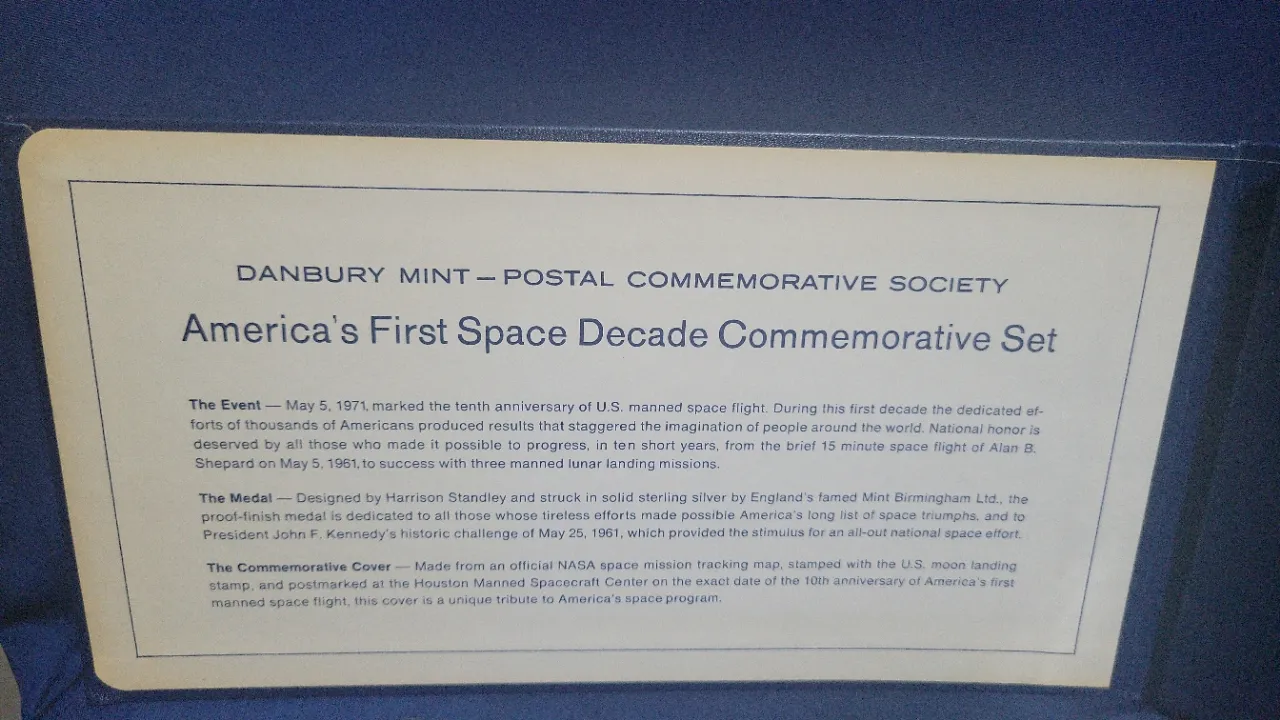 DANBURY MINT — POSTAL COMMEMORATIVE SOCIETY
America's First Space Decade Commemorative Set
The Event — May 5, 1971, marked the tenth anniversary of U.S. manned space flight. During this first decade the dedicated ef-
forts of thousands of Americans produced results that staggered the imagination of people around the world. National honor is
deserved by all those who made it possible to progress, in ten short years, from the brief 15 minute space flight of Alan B.
Shepard on May 5, 1961, to success with three manned lunar landing missions.
The Medal — Designed by Harrison Standley and struck in solid sterling silver by England's famed Mint Birmingham Ltd., the
proof-finish medal is dedicated to all those whose tireless efforts made possible America's long list of space triumphs, and to
President John F. Kennedy's historic challenge of May 25, 1961, which provided the stimulus for an all-out national space effort.
The Commemorative Cover — Made from an official NASA space mission tracking map, stamped with the U.S. moon landing
stamp, and postmarked at the Houston Manned Spacecraft Center on the exact date of the 10th anniversary of America's first
manned space flight, this cover is a unique tribute to America's space program.